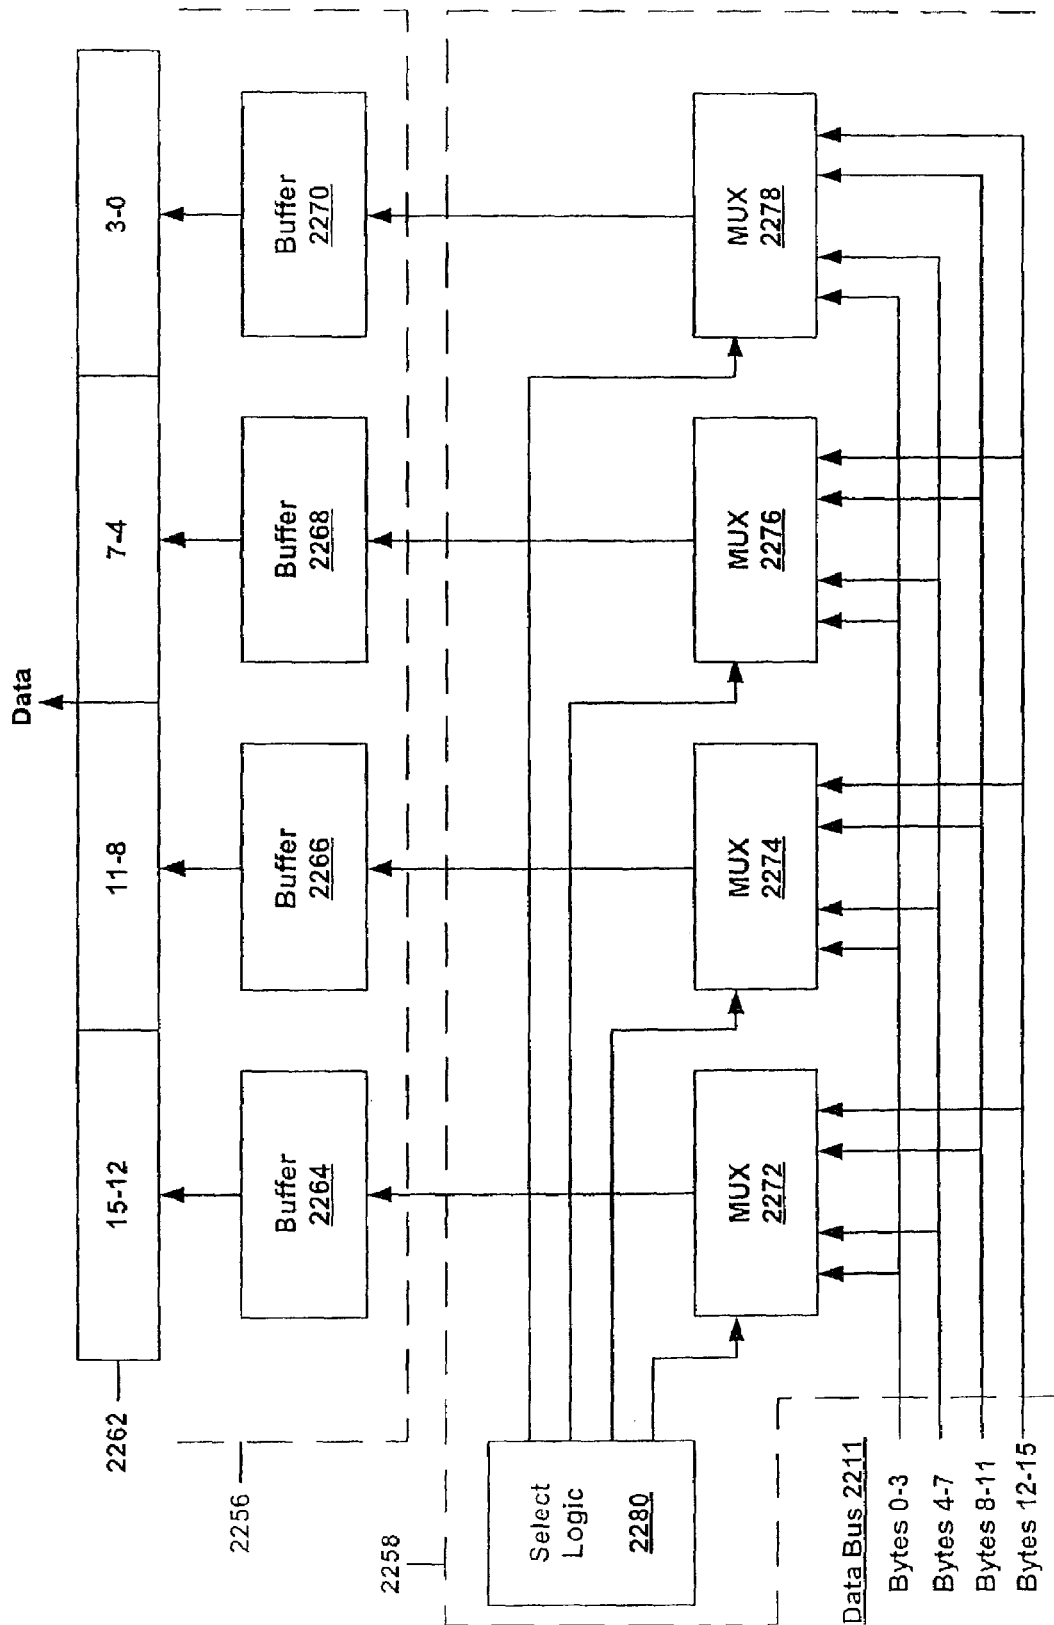 Data
15-12
11-8
7-4
3-0
2262
Buffer
2264
Buffer
2266
Buffer
2268
Buffer
2270
2256
2258
Select
Logic
2280
MUX
2272
MUX
2274
MUX
2276
MUX
2278
Data Bus 2211
Bytes 0-3
Bytes 4-7
Bytes 8-11
Bytes 12-15